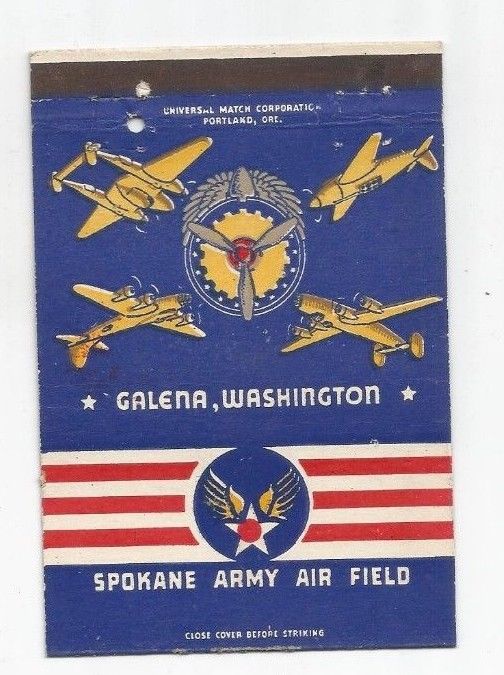 UNIVERSAL MATCH CORPORATION
PORTLAND, ORE.
GALENA, WASHINGTON
SPOKANE ARMY AIR FIELD
CLOSE COVER BEFORE STRIKING